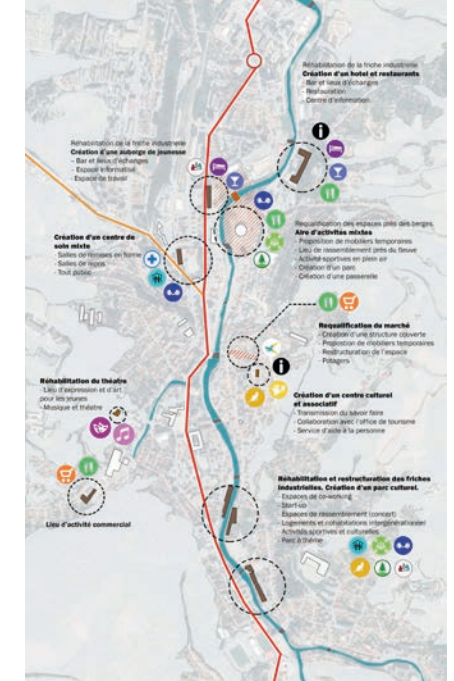 Réhabilitation de la friche industrielle
Création d'un hotel et restaurants
- Bar et lieux d'échanges
- Restauration
- Centre d'information
Réhabilitation de la friche industrielle
Création d'une auberge de jeunesse
- Bar et lieux d'échanges
- Espace informatisé
- Espace de travail
Création d'un centre de
soin mixte
- Salles de remises en forme
- Salles de repos
- Tout public
Requalification des espaces près des berges.
Aire d'activités mixtes
- Proposition de mobiliers temporaires
- Lieu de rassemblement près du fleuve
- Activité sportives en plein air
- Création d'un parc
- Création d'une passerelle
Requalification du marché
- Création d'une structure couverte
- Proposition de mobiliers temporaires
- Restructuration de l'espace
- Potagers
Réhabilitation du théatre
- Lieu d'expression et d'art
pour les jeunes
- Musique et théatre
Création d'un centre culturel
et associatif
- Transmission du savoir faire
- Collaboration avec l'office de tourisme
- Service d'aide à la personne
Lieu d'activité commercial
Réhabilitation et restructuration des friches
industrielles. Création d'un parc culturel.
- Espaces de co-working
- Start-up
- Espaces de rassemblement (concert)
- Logements et cohabitations intergénérationnel
- Activités sportives et culturelles
- Parc à thème